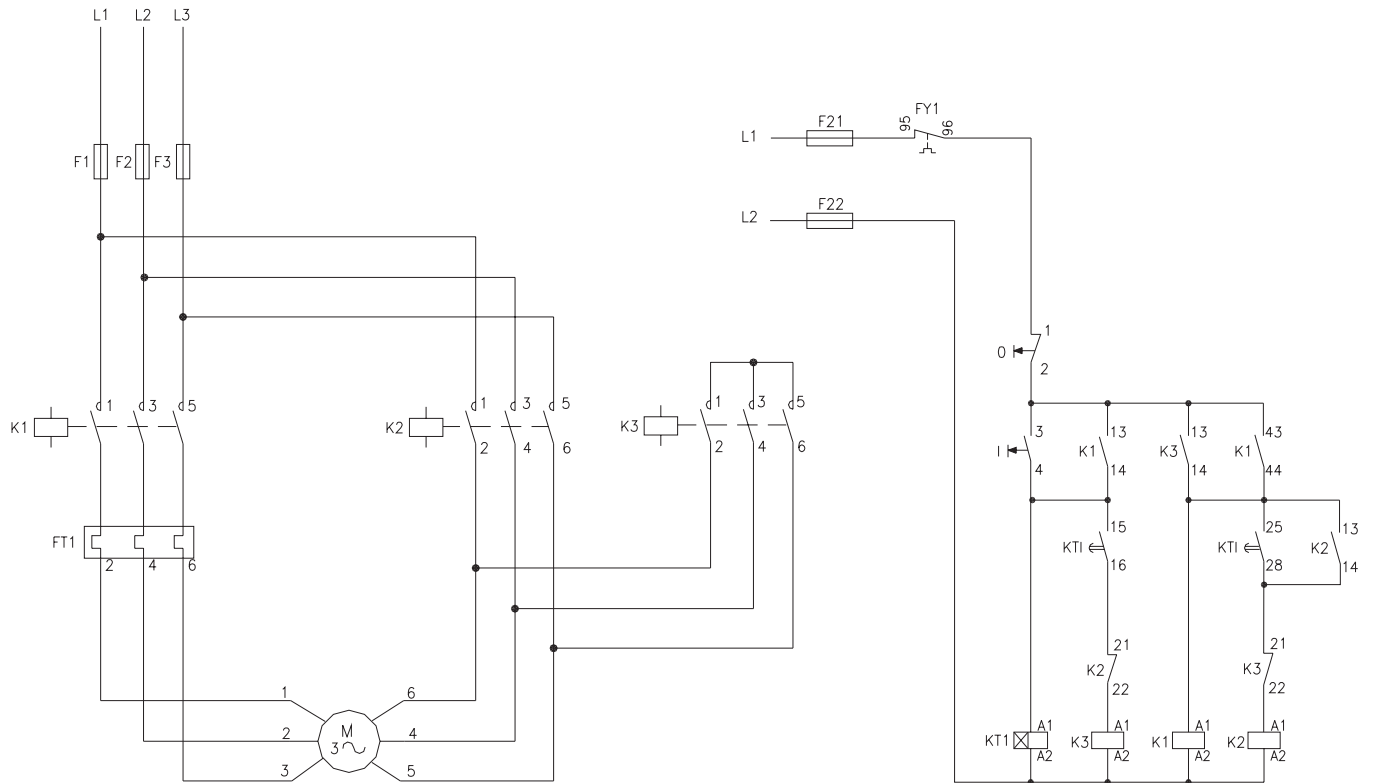 L1 L2 L3
FY1
F21
95 96
L1
F1 F2 F3
F22
L2
1
O
2
1 3 5
K1
1 3 5
K2
2 4 6
1 3 5
K3
2 4 6
3 13 13 43
I K1 K3 K1
4 14 14 44
FT1
2 4 6
15 25 13
KTI KTI K2
16 28 14
21 21
K2 K3
22 22
1 6
M
2 3 4
3 5
A1 A1 A1 A1
KT1 K3 K1 K2
A2 A2 A2 A2